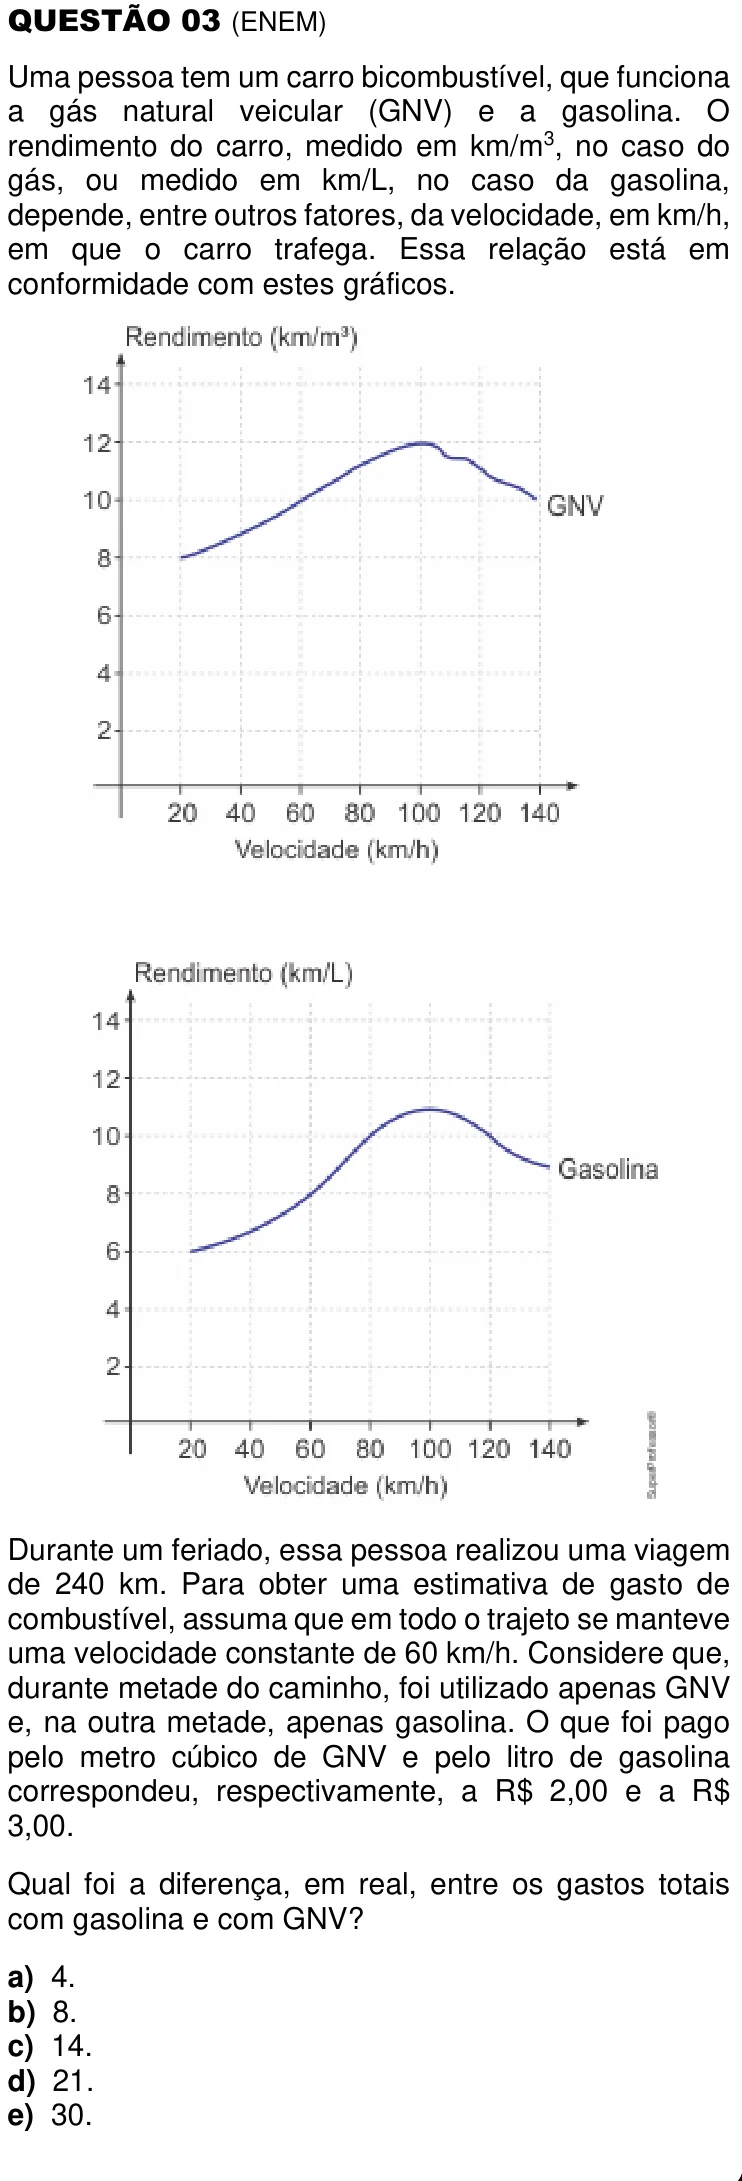 QUESTÃO 03 (ENEM)
Uma pessoa tem um carro bicombustível, que funciona
a gás natural veicular (GNV) e a gasolina. O
rendimento do carro, medido em km/m³, no caso do
gás, ou medido em km/L, no caso da gasolina,
depende, entre outros fatores, da velocidade, em km/h,
em que o carro trafega. Essa relação está em
conformidade com estes gráficos.
Rendimento (km/m³)
14
12
10
GNV
8
6
4
2
20 40 60 80 100 120 140
Velocidade (km/h)
Rendimento (km/L)
14
12
10
Gasolina
8
6
4
2
20 40 60 80 100 120 140
Velocidade (km/h)
SuperProfessor®
Durante um feriado, essa pessoa realizou uma viagem
de 240 km. Para obter uma estimativa de gasto de
combustível, assuma que em todo o trajeto se manteve
uma velocidade constante de 60 km/h. Considere que,
durante metade do caminho, foi utilizado apenas GNV
e, na outra metade, apenas gasolina. O que foi pago
pelo metro cúbico de GNV e pelo litro de gasolina
correspondeu, respectivamente, a R$ 2,00 e a R$
3,00.
Qual foi a diferença, em real, entre os gastos totais
com gasolina e com GNV?
a) 4.
b) 8.
c) 14.
d) 21.
e) 30.